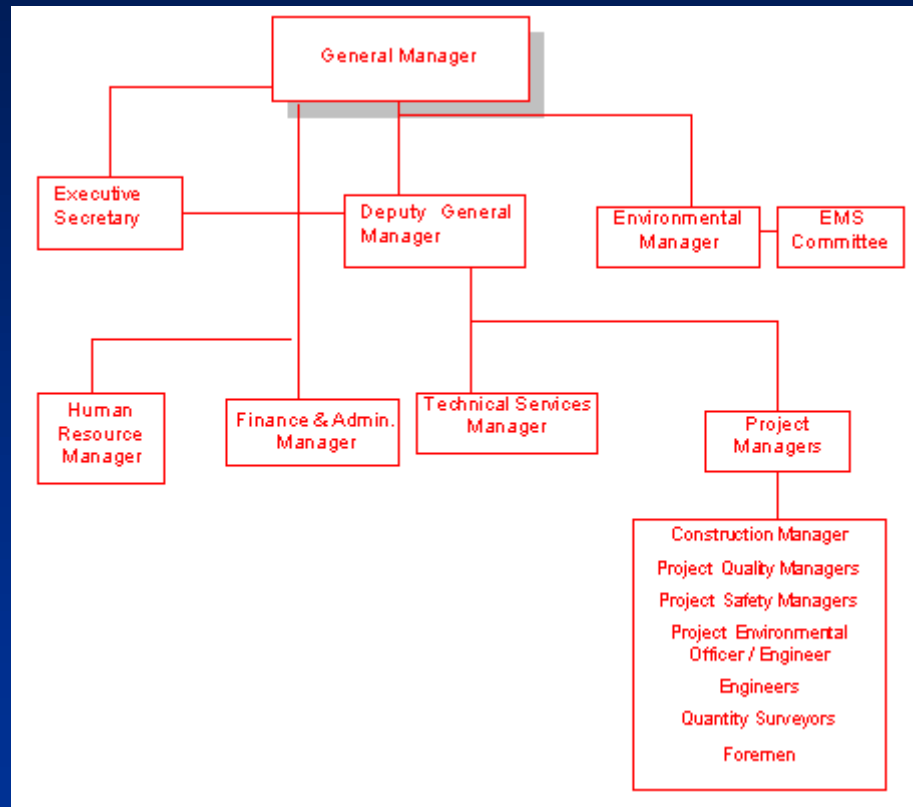 General Manager
Executive
Secretary
Deputy General
Manager
Environmental
Manager
EMS
Committee
Human
Resource
Manager
Finance & Admin.
Manager
Technical Services
Manager
Project
Managers
Construction Manager
Project Quality Managers
Project Safety Managers
Project Environmental
Officer / Engineer
Engineers
Quantity Surveyors
Foremen